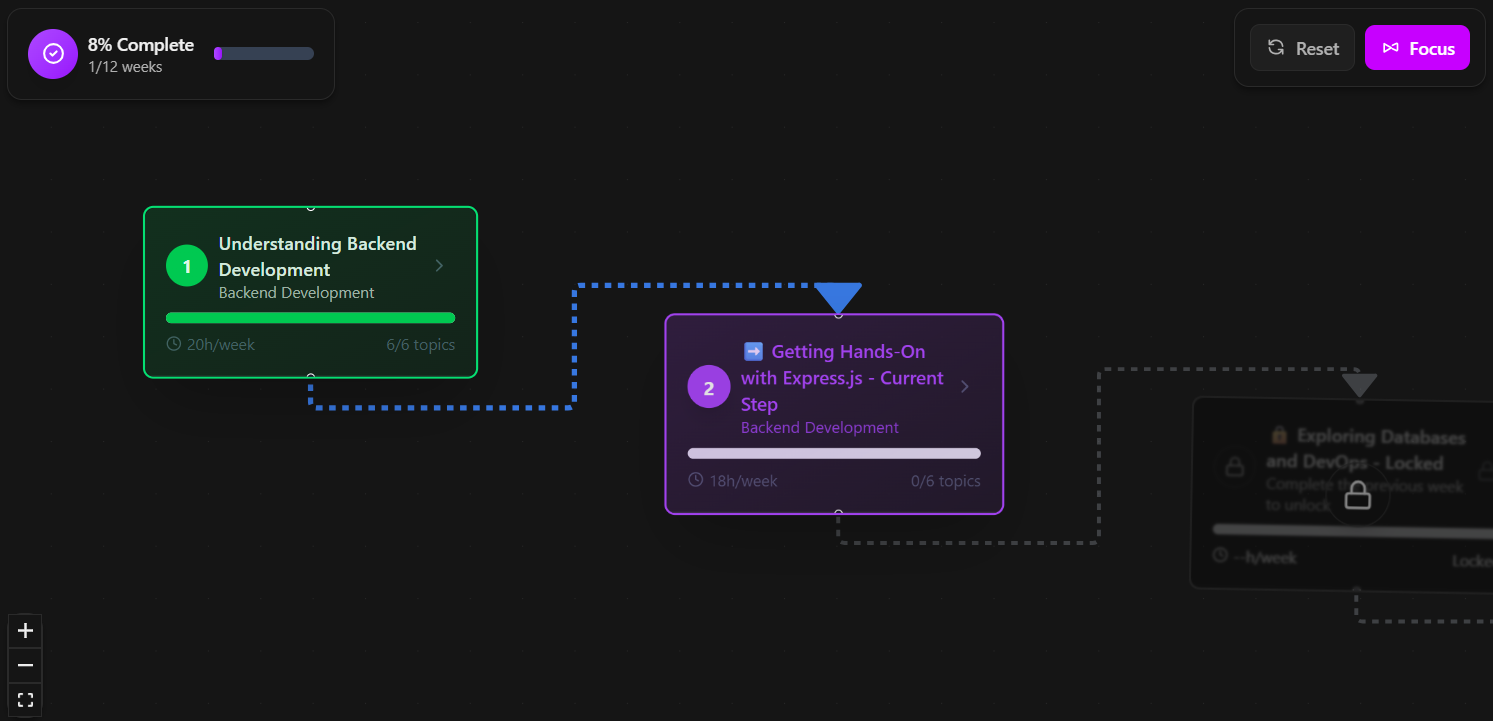 8% Complete
1/12 weeks
Reset
Focus
1
Understanding Backend
Development
Backend Development
20h/week
6/6 topics
2
➡️ Getting Hands-On
with Express.js - Current
Step
Backend Development
18h/week
0/6 topics
🔒 Exploring Databases
and DevOps - Locked
Complete the previous week
to unlock
--h/week
Locke